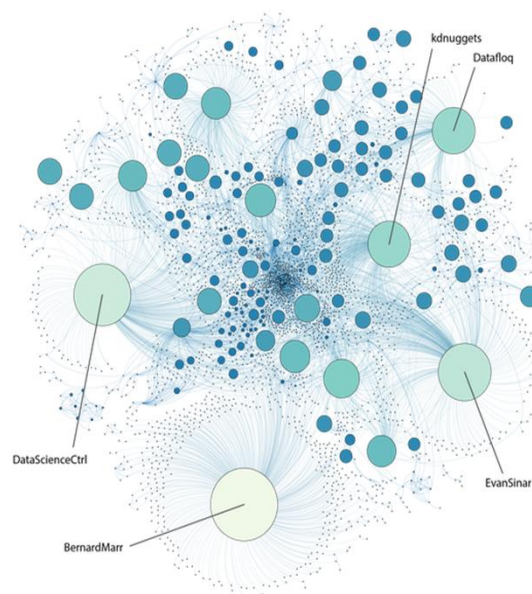 kdnuggets
Datafloq
DataScienceCtrl
EvanSinar
BernardMarr